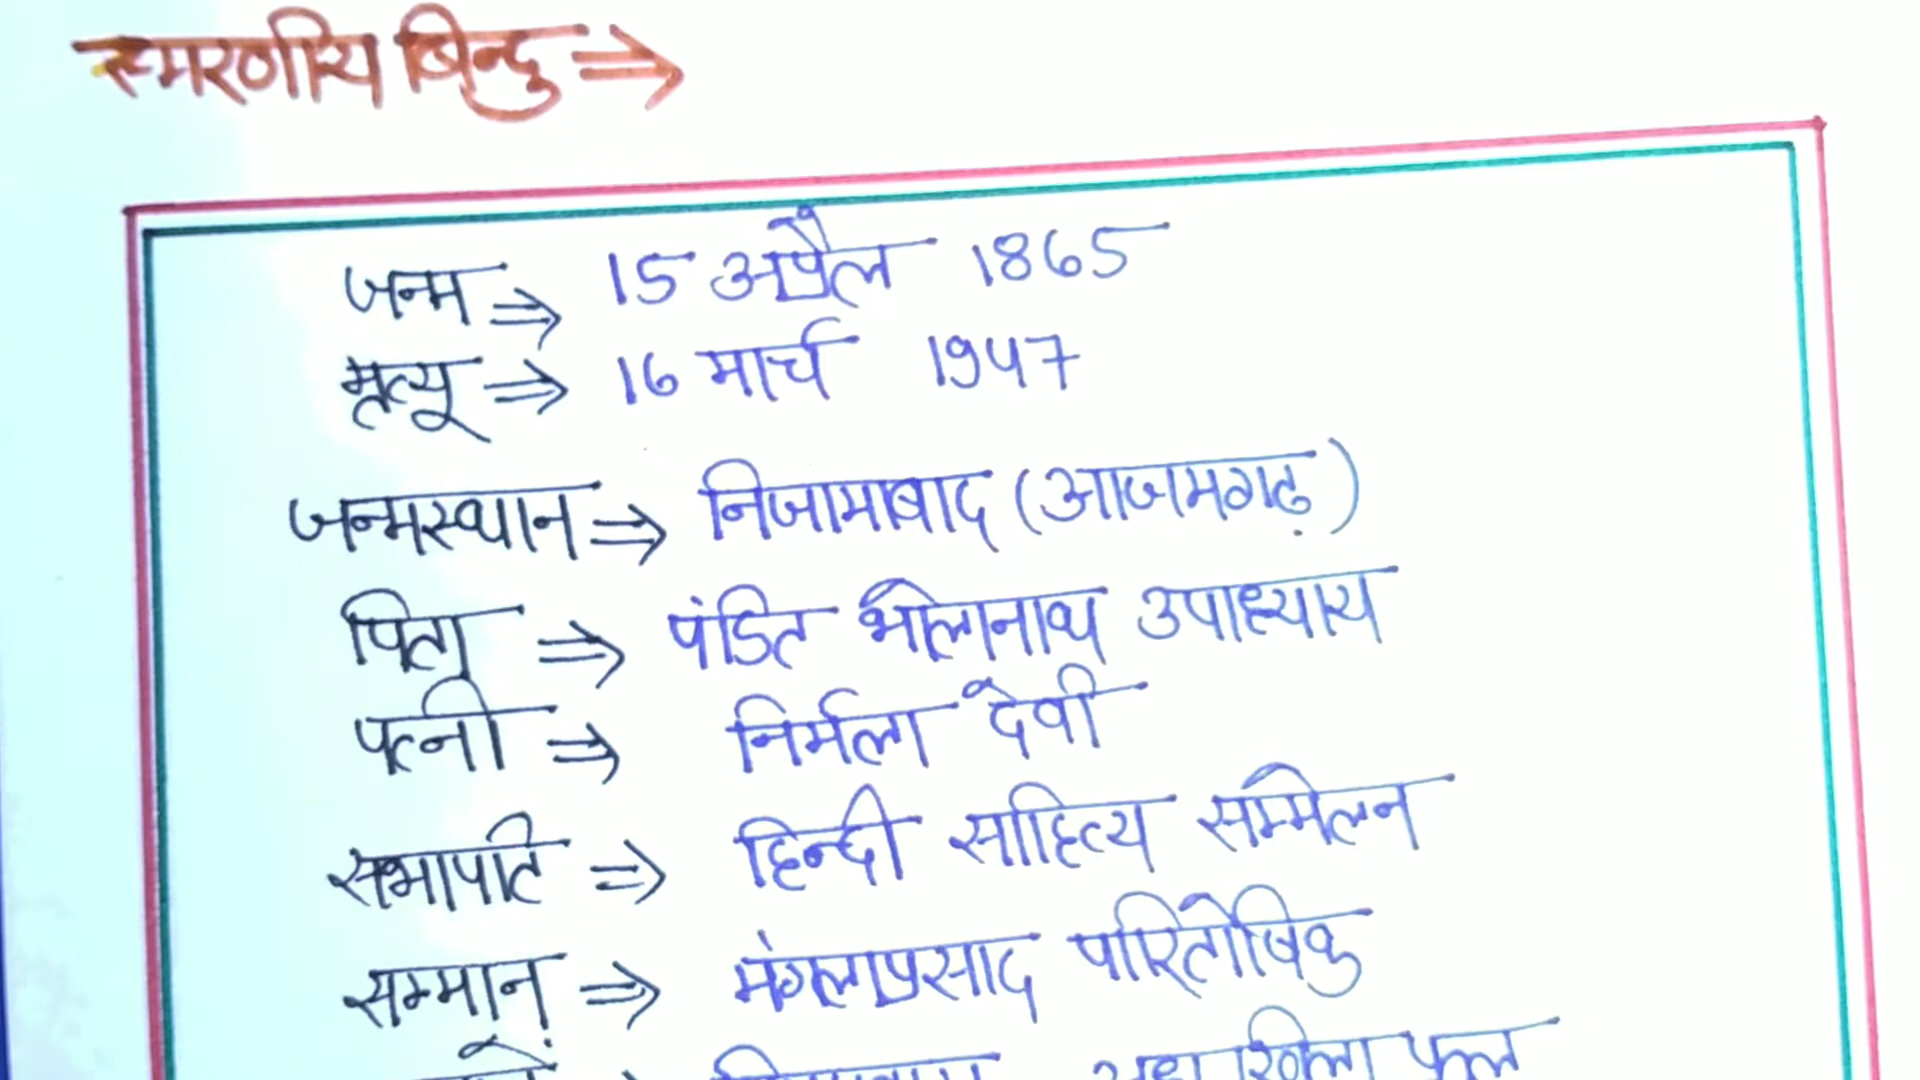 स्मरणीय बिन्दु ⇒
जन्म ⇒ 15 अप्रैल 1865
मृत्यू ⇒ 16 मार्च 1947
जन्मस्थान ⇒ निजामाबाद (आजमगढ़)
पिता ⇒ पंडित भोलानाथ उपाध्याय
पत्नी ⇒ निर्मला देवी
सभापति ⇒ हिन्दी साहित्य सम्मेलन
सम्मान ⇒ मंगलाप्रसाद पारितोषिक